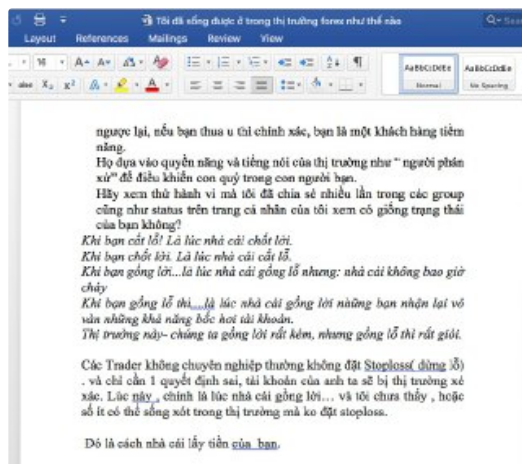 Tôi đã sống được ở trong thị trường forex như thế nào
Layout References Mailings Review View
AaBbCcDdEe AaBbCcDdEe
Normal No Spacing
ngược lại, nếu bạn thua u thì chính xác, bạn là một khách hàng tiềm
năng.
Họ dựa vào quyền năng và tiếng nói của thị trường như “ người phán
xử” để điều khiển con quỷ trong con người bạn.
Hãy xem thử hành vi mà tôi đã chia sẻ nhiều lần trong các group
cũng như status trên trang cá nhân của tôi xem có giống trạng thái
của bạn không?
Khi bạn cắt lỗ! Là lúc nhà cái chốt lời.
Khi bạn chốt lời. Là lúc nhà cái cắt lỗ.
Khi bạn gồng lời...là lúc nhà cái gồng lỗ nhưng: nhà cái không bao giờ
cháy
Khi bạn gồng lỗ thì....là lúc nhà cái gồng lời nhưng bạn nhận lại vô
vàn những khả năng bốc hơi tài khoản.
Thị trường này- chúng ta gồng lời rất kém, nhưng gồng lỗ thì rất giỏi.
Các Trader không chuyên nghiệp thường không đặt Stoploss( dừng lỗ)
. và chỉ cần 1 quyết định sai, tài khoản của anh ta sẽ bị thị trường xé
xác. Lúc này , chính là lúc nhà cái gồng lời… và tôi chưa thấy , hoặc
số ít có thể sống xót trong thị trường mà ko đặt stoploss.
Đó là cách nhà cái lấy tiền của bạn.